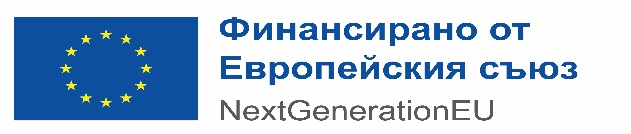 Финансирано от
Европейския съюз
NextGenerationEU